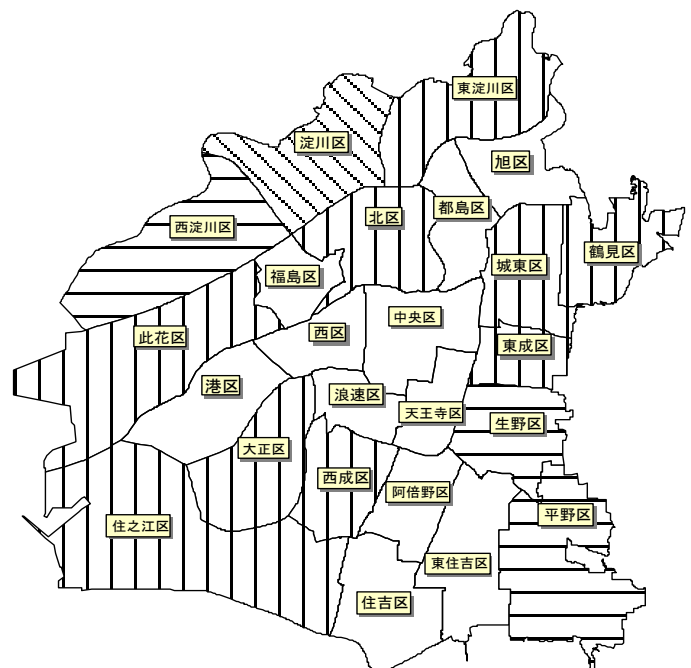 東淀川区
淀川区
旭区
都島区
北区
西淀川区
鶴見区
城東区
福島区
中央区
西区
此花区
東成区
港区
浪速区
天王寺区
生野区
大正区
西成区
阿倍野区
平野区
住之江区
東住吉区
住吉区